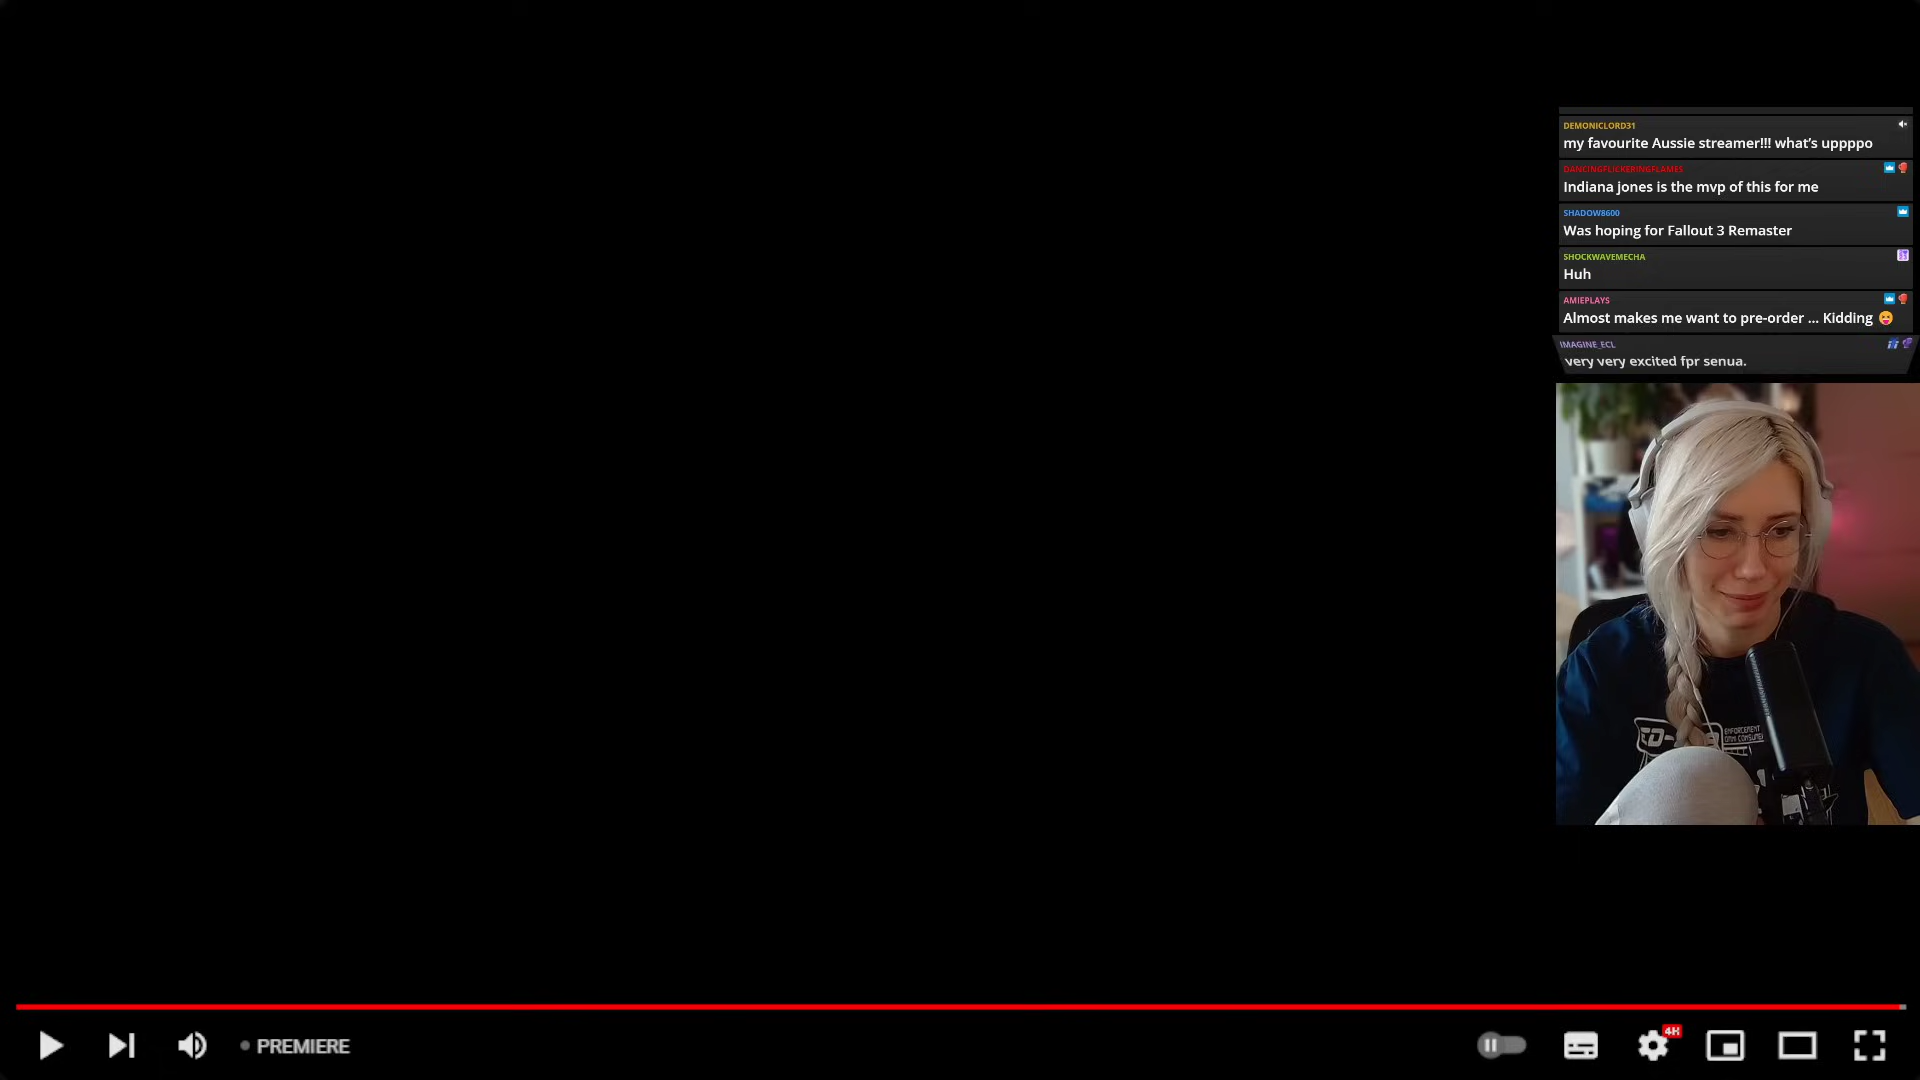 DEMONICLORD31
my favourite Aussie streamer!!! what's uppppo
DANCINGFLICKERINGFLAMES
Indiana jones is the mvp of this for me
SHADOW8600
Was hoping for Fallout 3 Remaster
SHOCKWAVEMECHA
Huh
AMIEPLAYS
Almost makes me want to pre-order ... Kidding 😝
IMAGINE_ECL
very very excited fpr senua.
ENFORCEMENT
PREMIERE